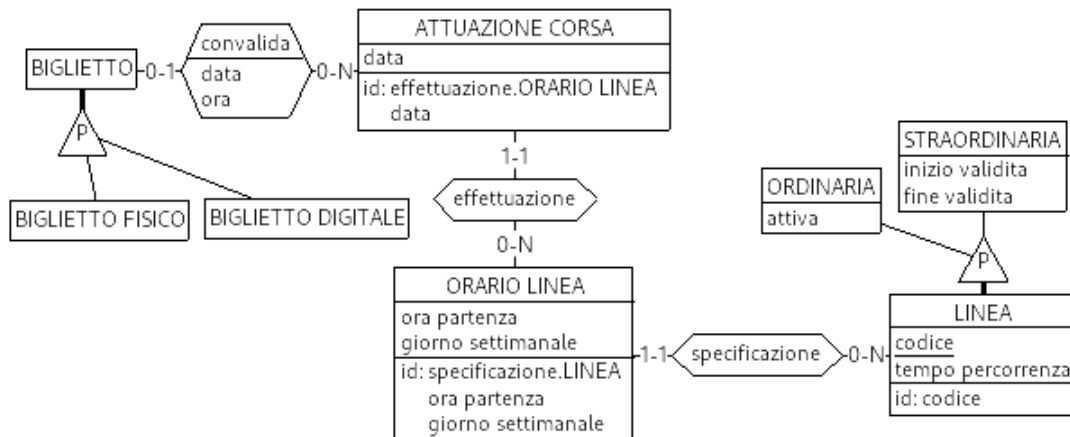 ATTUAZIONE CORSA
data
id: effettuazione.ORARIO LINEA
data
convalida
data
ora
BIGLIETTO
0-1
0-N
P
BIGLIETTO FISICO
BIGLIETTO DIGITALE
1-1
effettuazione
0-N
STRAORDINARIA
inizio validita
fine validita
ORDINARIA
attiva
P
ORARIO LINEA
ora partenza
giorno settimanale
id: specificazione.LINEA
ora partenza
giorno settimanale
1-1
specificazione
0-N
LINEA
codice
tempo percorrenza
id: codice